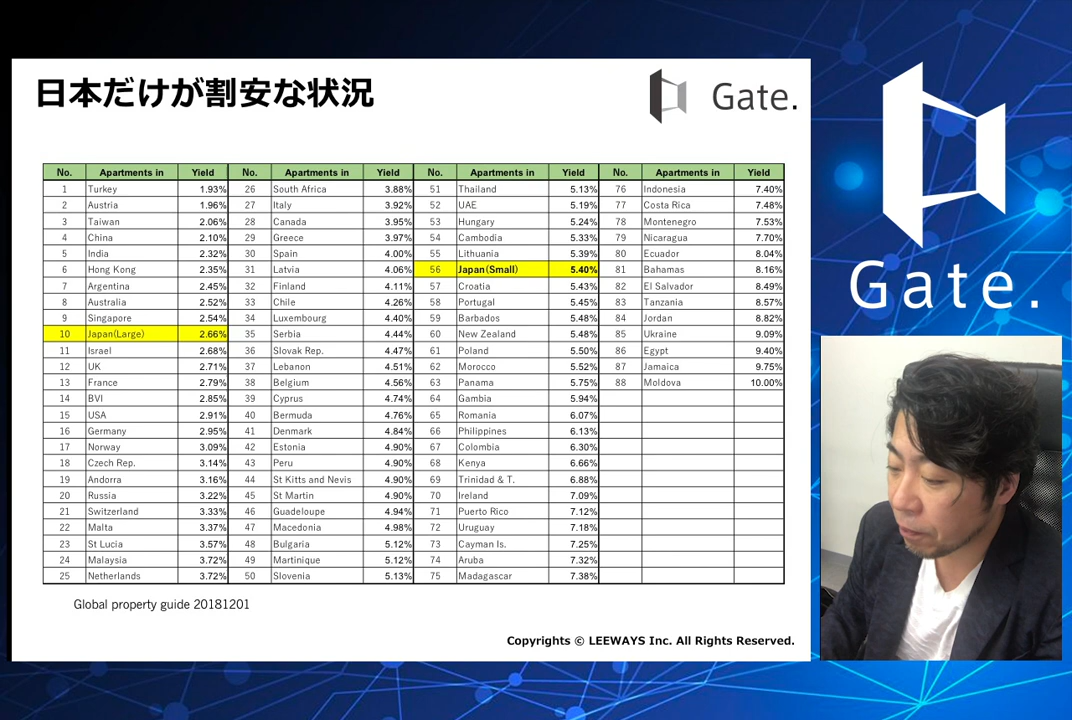 日本だけが割安な状況
Gate.
No. Apartments in Yield No. Apartments in Yield No. Apartments in Yield No. Apartments in Yield
1 Turkey 1.93% 26 South Africa 3.88% 51 Thailand 5.13% 76 Indonesia 7.40%
2 Austria 1.96% 27 Italy 3.92% 52 UAE 5.19% 77 Costa Rica 7.48%
3 Taiwan 2.06% 28 Canada 3.95% 53 Hungary 5.24% 78 Montenegro 7.53%
4 China 2.10% 29 Greece 3.97% 54 Cambodia 5.33% 79 Nicaragua 7.70%
5 India 2.32% 30 Spain 4.00% 55 Lithuania 5.39% 80 Ecuador 8.04%
6 Hong Kong 2.35% 31 Latvia 4.06% 56 Japan(Small) 5.40% 81 Bahamas 8.16%
7 Argentina 2.45% 32 Finland 4.11% 57 Croatia 5.43% 82 El Salvador 8.49%
8 Australia 2.52% 33 Chile 4.26% 58 Portugal 5.45% 83 Tanzania 8.57%
9 Singapore 2.54% 34 Luxembourg 4.40% 59 Barbados 5.48% 84 Jordan 8.82%
10 Japan(Large) 2.66% 35 Serbia 4.44% 60 New Zealand 5.48% 85 Ukraine 9.09%
11 Israel 2.68% 36 Slovak Rep. 4.47% 61 Poland 5.50% 86 Egypt 9.40%
12 UK 2.71% 37 Lebanon 4.51% 62 Morocco 5.52% 87 Jamaica 9.75%
13 France 2.79% 38 Belgium 4.56% 63 Panama 5.75% 88 Moldova 10.00%
14 BVI 2.85% 39 Cyprus 4.74% 64 Gambia 5.94%
15 USA 2.91% 40 Bermuda 4.76% 65 Romania 6.07%
16 Germany 2.95% 41 Denmark 4.84% 66 Philippines 6.13%
17 Norway 3.09% 42 Estonia 4.90% 67 Colombia 6.30%
18 Czech Rep. 3.14% 43 Peru 4.90% 68 Kenya 6.66%
19 Andorra 3.16% 44 St Kitts and Nevis 4.90% 69 Trinidad & T. 6.88%
20 Russia 3.22% 45 St Martin 4.90% 70 Ireland 7.09%
21 Switzerland 3.33% 46 Guadeloupe 4.94% 71 Puerto Rico 7.12%
22 Malta 3.37% 47 Macedonia 4.98% 72 Uruguay 7.18%
23 St Lucia 3.57% 48 Bulgaria 5.12% 73 Cayman Is. 7.25%
24 Malaysia 3.72% 49 Martinique 5.12% 74 Aruba 7.32%
25 Netherlands 3.72% 50 Slovenia 5.13% 75 Madagascar 7.38%
Global property guide 20181201
Copyrights © LEEWAYS Inc. All Rights Reserved.
Gate.